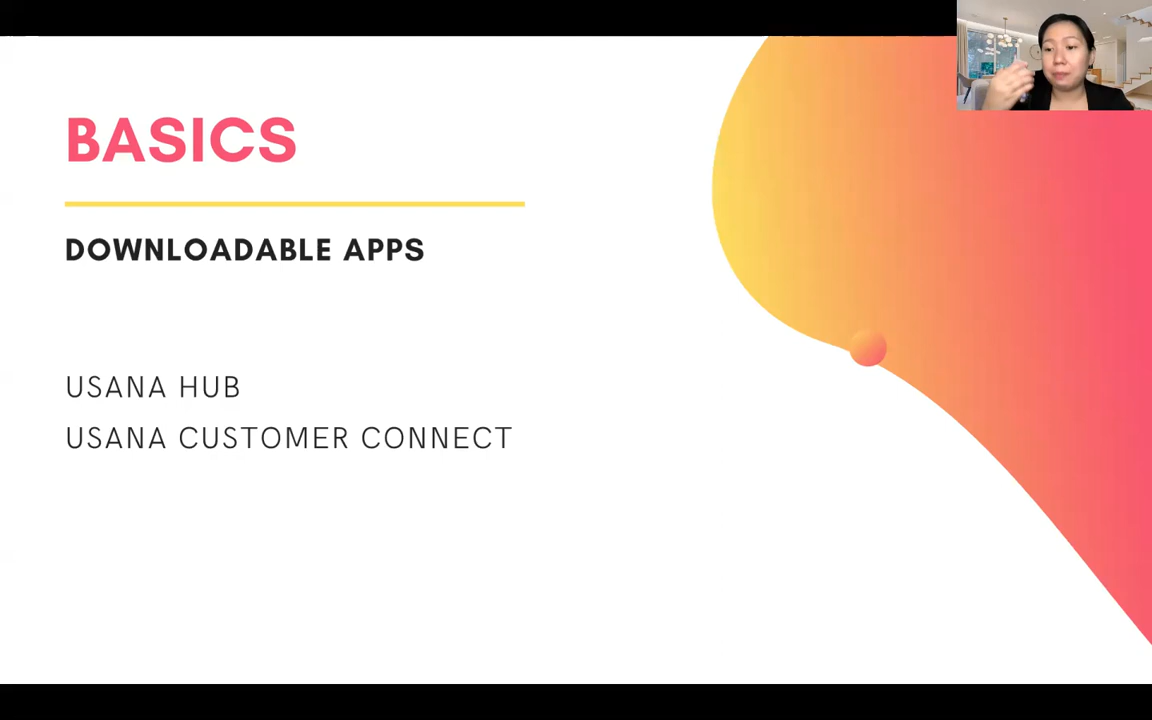 BASICS
DOWNLOADABLE APPS
USANA HUB
USANA CUSTOMER CONNECT